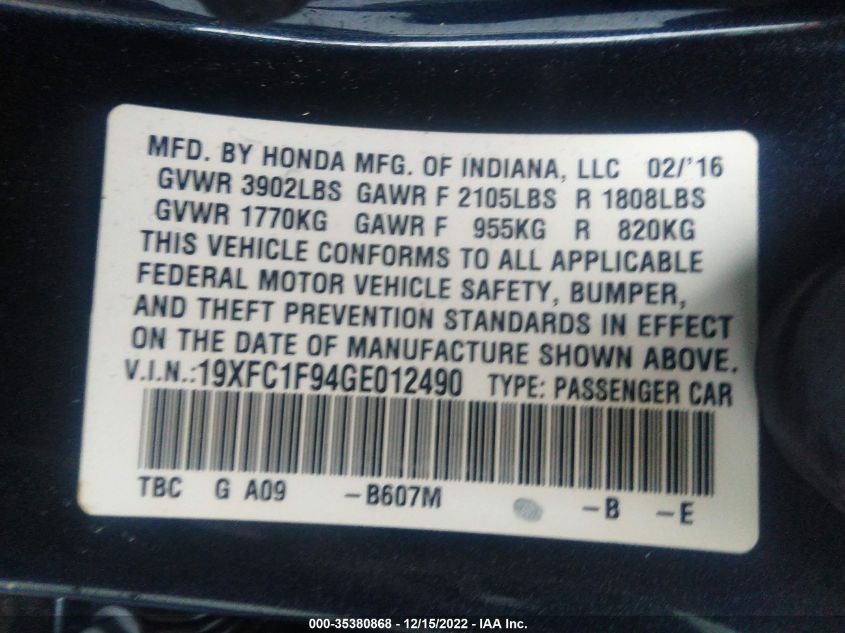 MFD. BY HONDA MFG. OF INDIANA, LLC 02/'16
GVWR 3902LBS GAWR F 2105LBS R 1808LBS
GVWR 1770KG GAWR F 955KG R 820KG
THIS VEHICLE CONFORMS TO ALL APPLICABLE
FEDERAL MOTOR VEHICLE SAFETY, BUMPER,
AND THEFT PREVENTION STANDARDS IN EFFECT
ON THE DATE OF MANUFACTURE SHOWN ABOVE.
V.I.N.:19XFC1F94GE012490 TYPE: PASSENGER CAR
TBC G A09 -B607M -B -E
000-35380868 - 12/15/2022 - IAA Inc.